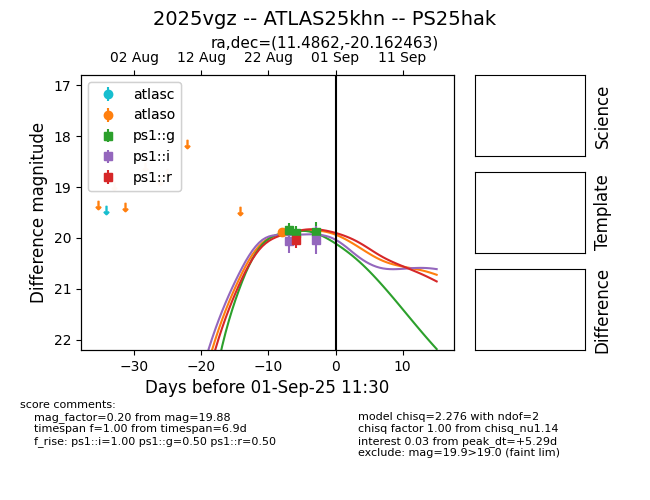 2025vgz -- ATLAS25khn -- PS25hak
ra,dec=(11.4862,-20.162463)
02 Aug 12 Aug 22 Aug 01 Sep 11 Sep
17
18
19
20
21
22
Difference magnitude
atlasc
atlaso
ps1::g
ps1::i
ps1::r
Science
Template
Difference
−30 −20 −10 0 10
Days before 01-Sep-25 11:30
score comments:
mag_factor=0.20 from mag=19.88
timespan f=1.00 from timespan=6.9d
f_rise: ps1::i=1.00 ps1::g=0.50 ps1::r=0.50
model chisq=2.276 with ndof=2
chisq factor 1.00 from chisq_nu1.14
interest 0.03 from peak_dt=+5.29d
exclude: mag=19.9>19.0 (faint lim)